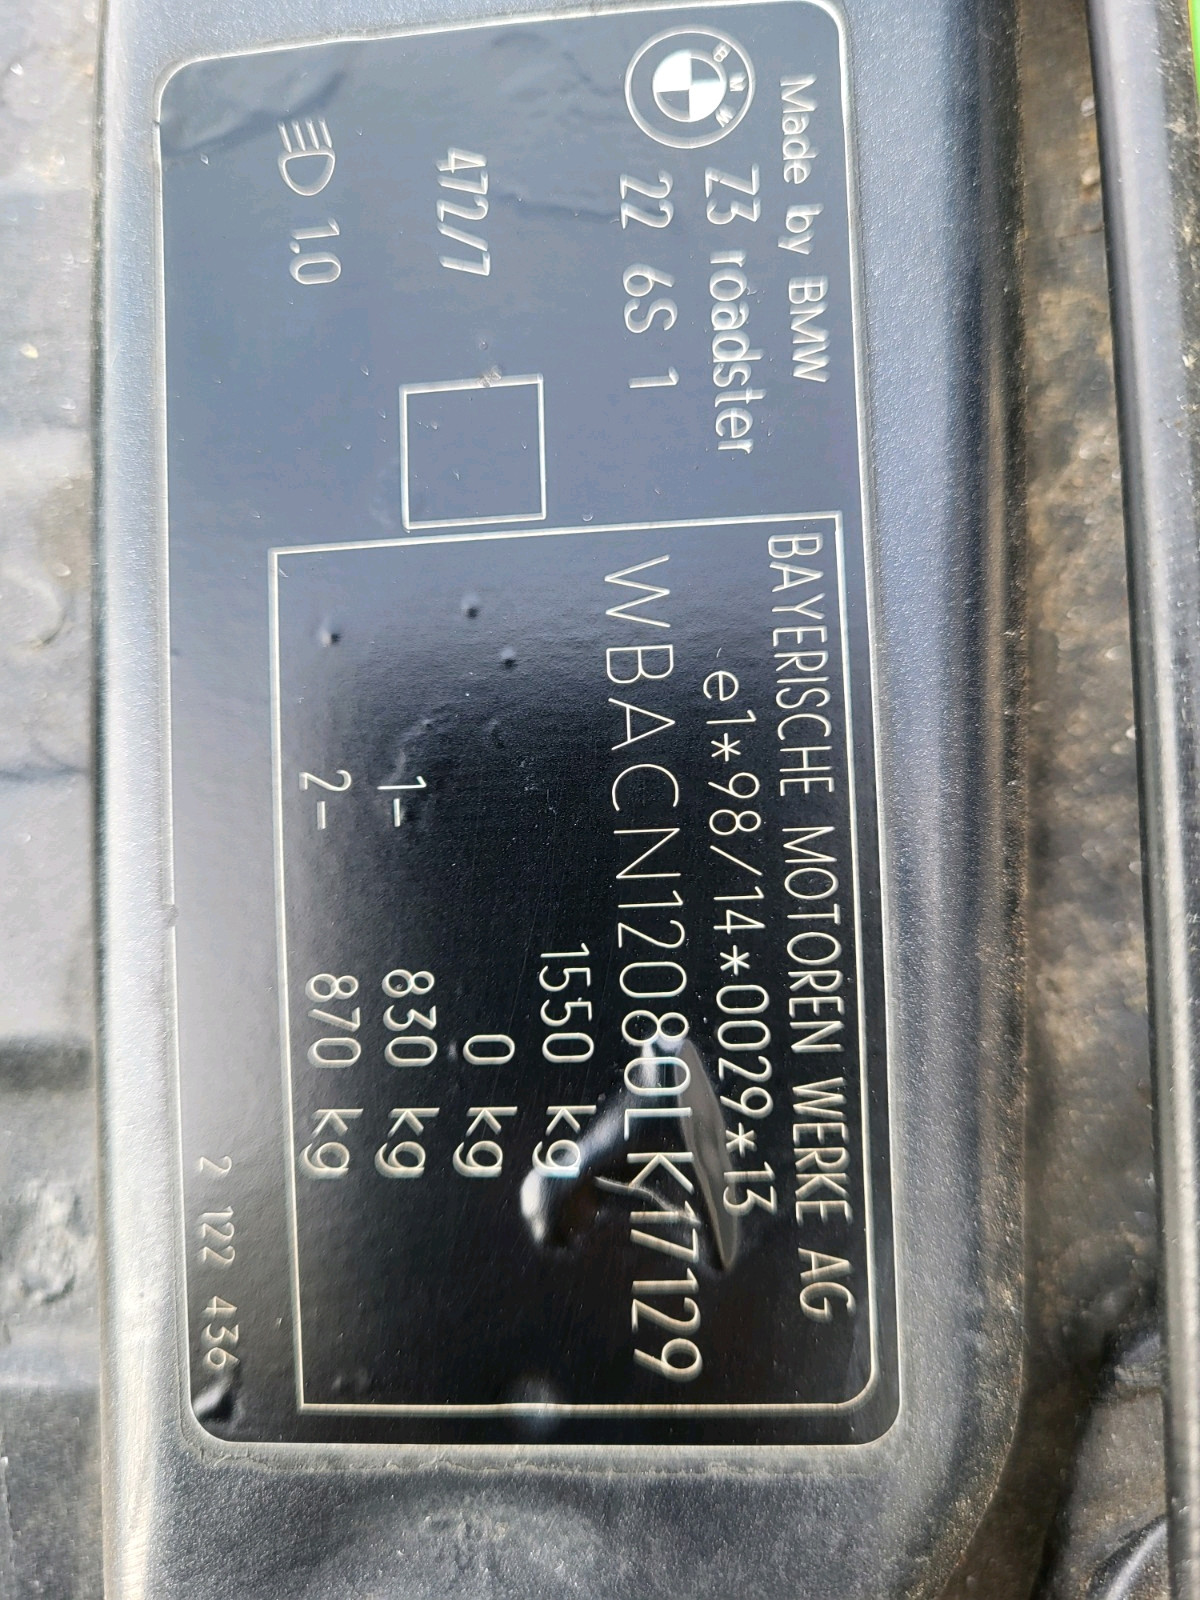 BMW
Made by BMW
Z3 roadster
22 6S 1
472/7
1.0
BAYERISCHE MOTOREN WERKE AG
e1*98/14*0029*13
WBACN12080LK17129
1550 kg
0 kg
1- 830 kg
2- 870 kg
2 122 436